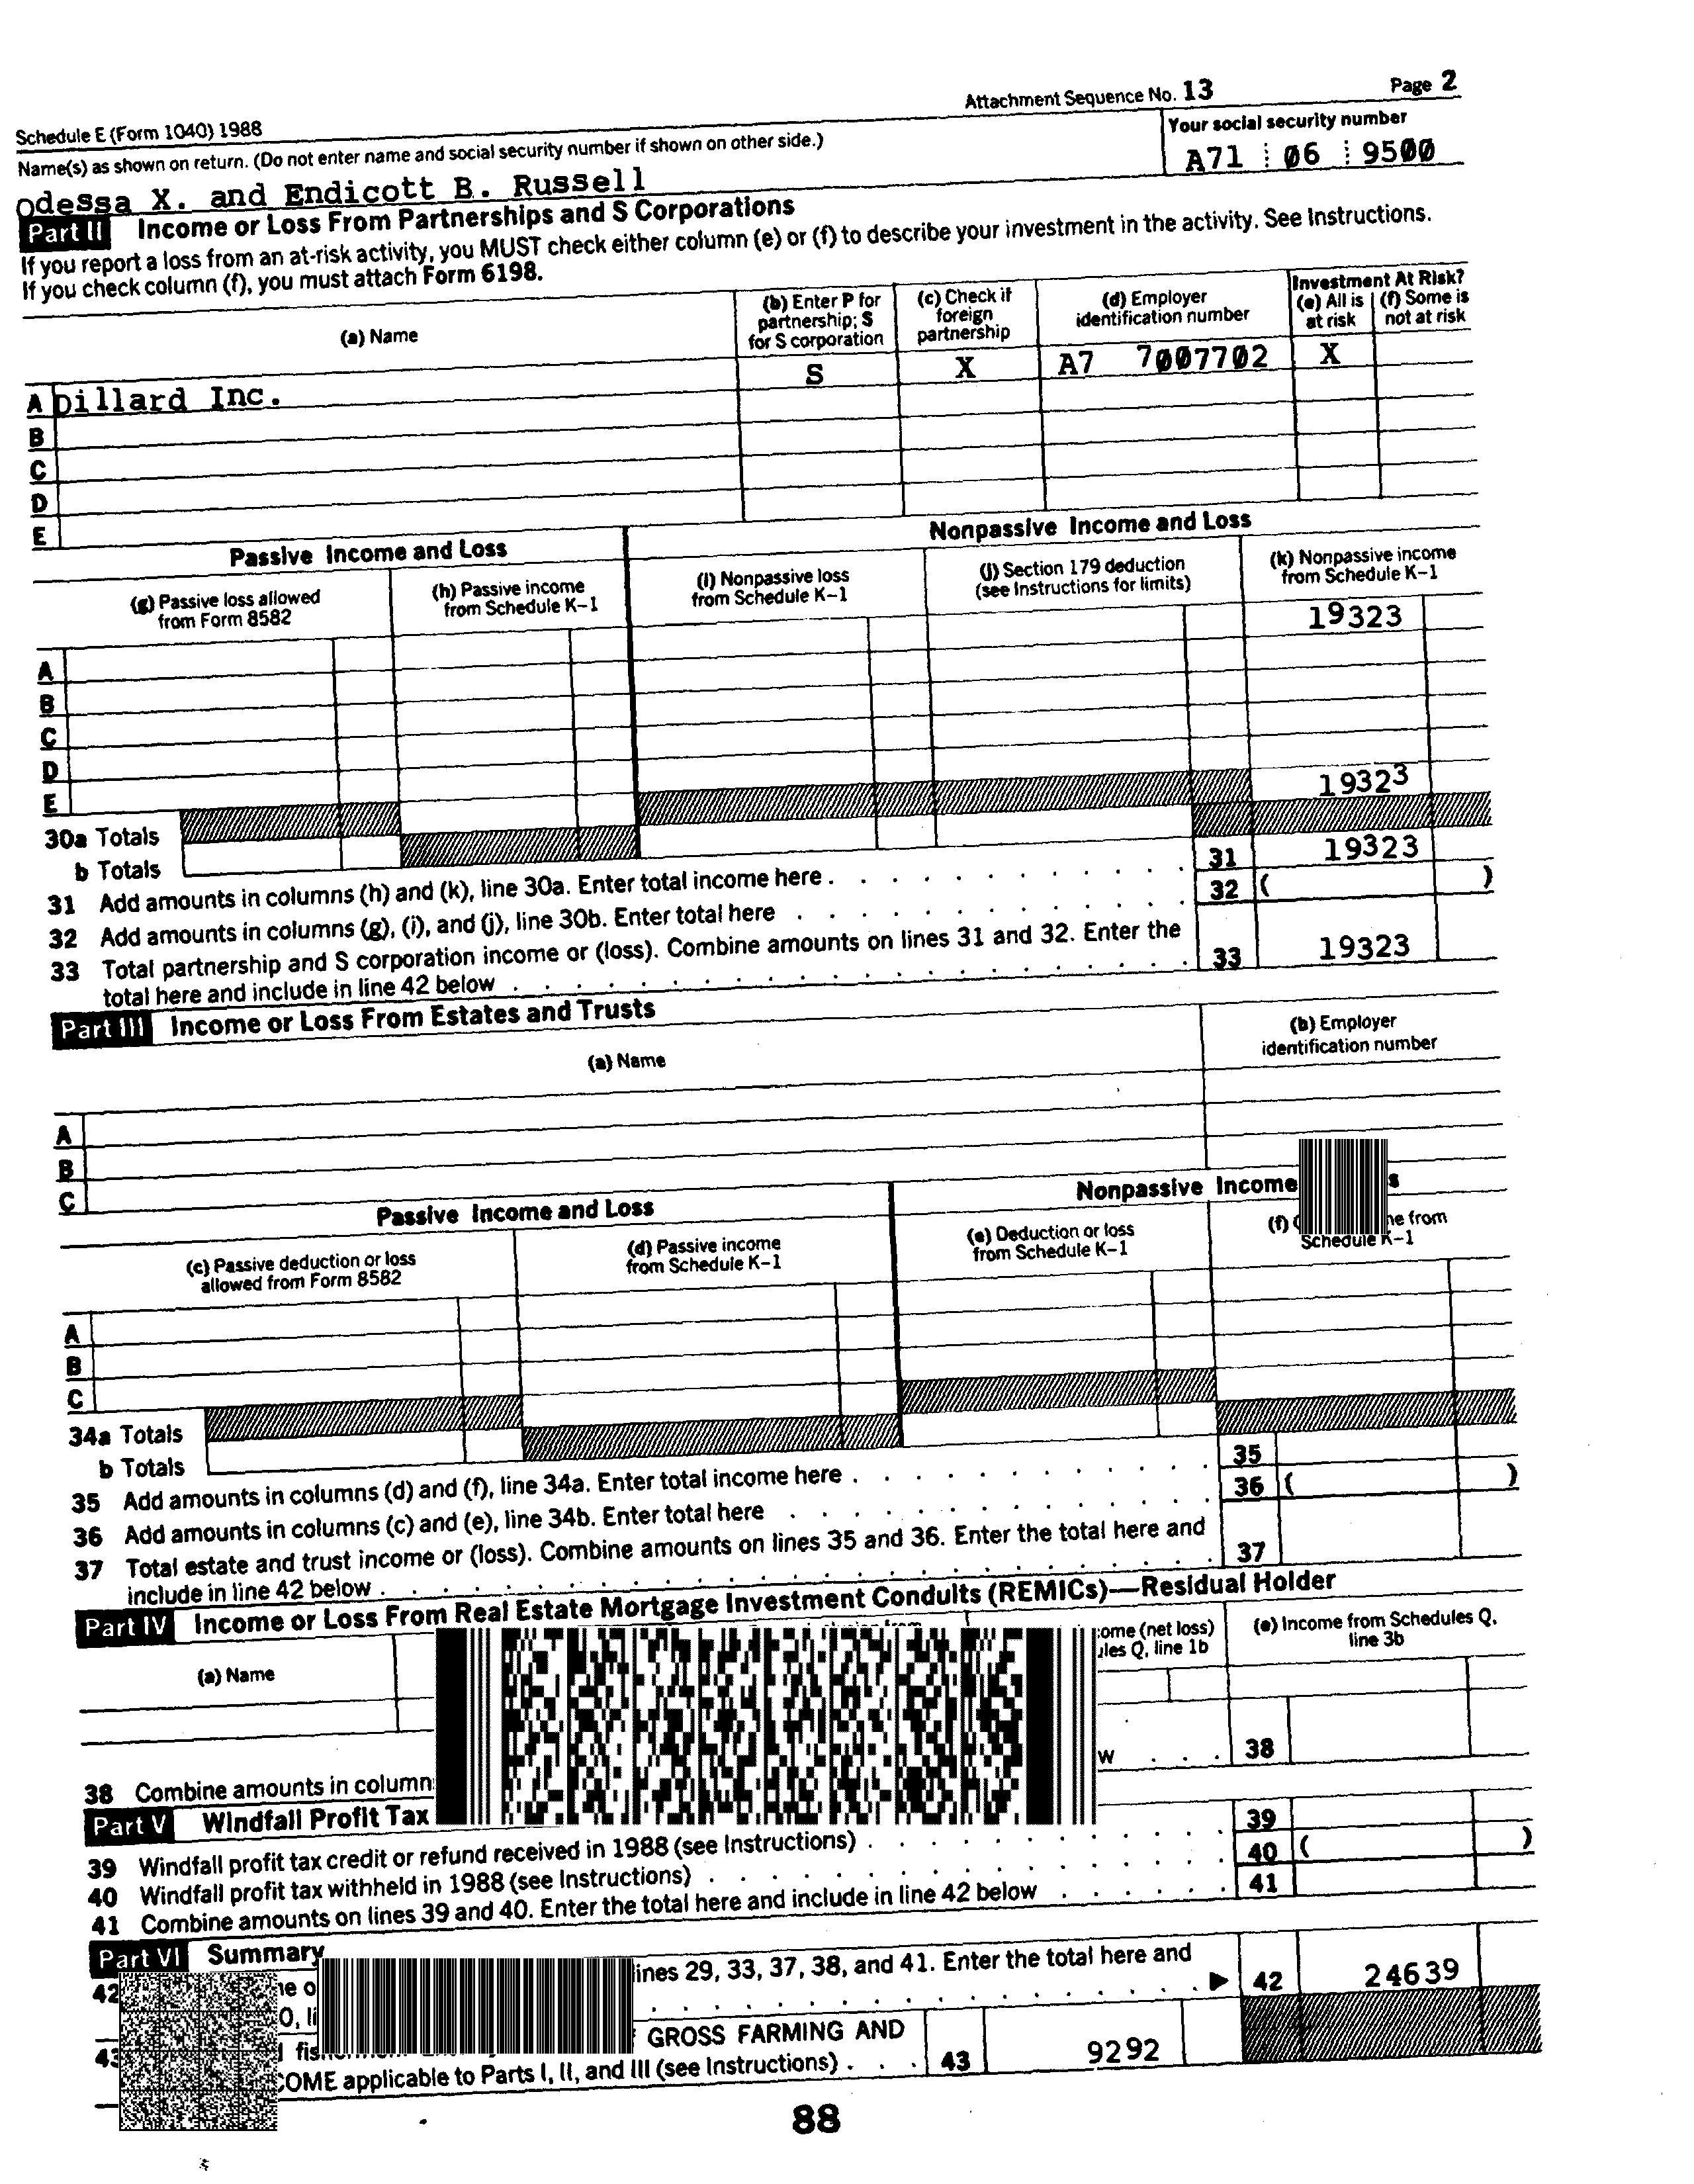 Attachment Sequence No. 13 Page 2
Schedule E (Form 1040) 1988
Name(s) as shown on return. (Do not enter name and social security number if shown on other side.) Your social security number
Odessa X. and Endicott B. Russell A71 06 9500
Part II Income or Loss From Partnerships and S Corporations
If you report a loss from an at-risk activity, you MUST check either column (e) or (f) to describe your investment in the activity. See Instructions.
If you check column (f), you must attach Form 6198.
(a) Name
(b) Enter P for partnership; S for S corporation
(c) Check if foreign partnership
(d) Employer identification number
Investment At Risk?
(e) All is at risk
(f) Some is not at risk
A Dillard Inc. S X A7 7007702 X
B
C
D
E
Passive Income and Loss
Nonpassive Income and Loss
(g) Passive loss allowed from Form 8582
(h) Passive income from Schedule K-1
(i) Nonpassive loss from Schedule K-1
(j) Section 179 deduction (see Instructions for limits)
(k) Nonpassive income from Schedule K-1
A 19323
B
C
D
E
30a Totals 19323
b Totals
31 Add amounts in columns (h) and (k), line 30a. Enter total income here . 31 19323
32 Add amounts in columns (g), (i), and (j), line 30b. Enter total here 32 ( )
33 Total partnership and S corporation income or (loss). Combine amounts on lines 31 and 32. Enter the
total here and include in line 42 below 33 19323
Part III Income or Loss From Estates and Trusts
(a) Name
(b) Employer identification number
A
B
C
Passive Income and Loss
Nonpassive Income
(c) Passive deduction or loss allowed from Form 8582
(d) Passive income from Schedule K-1
(e) Deduction or loss from Schedule K-1
(f) from Schedule K-1
A
B
C
34a Totals
b Totals
35 Add amounts in columns (d) and (f), line 34a. Enter total income here . 35
36 Add amounts in columns (c) and (e), line 34b. Enter total here 36 ( )
37 Total estate and trust income or (loss). Combine amounts on lines 35 and 36. Enter the total here and
include in line 42 below . 37
Part IV Income or Loss From Real Estate Mortgage Investment Conduits (REMICs)—Residual Holder
(a) Name
(net loss)
Q, line 1b
(e) Income from Schedules Q, line 3b
38 Combine amounts in column 38
Part V Windfall Profit Tax
39 Windfall profit tax credit or refund received in 1988 (see Instructions) . 39
40 Windfall profit tax withheld in 1988 (see Instructions) 40 ( )
41 Combine amounts on lines 39 and 40. Enter the total here and include in line 42 below 41
Part VI Summary
42 lines 29, 33, 37, 38, and 41. Enter the total here and
▶ 42 24639
43 GROSS FARMING AND
applicable to Parts I, II, and III (see Instructions) . 43 9292
88